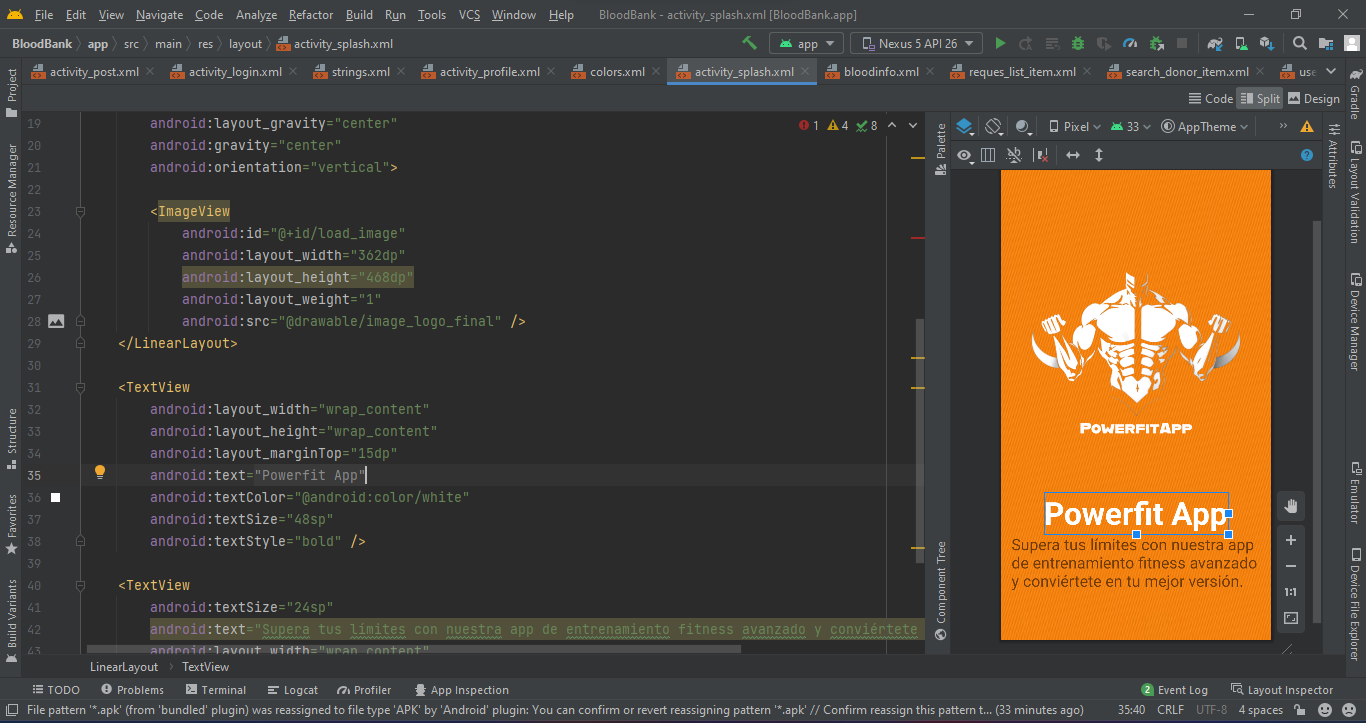 File Edit View Navigate Code Analyze Refactor Build Run Tools VCS Window Help BloodBank - activity_splash.xml [BloodBank.app]
BloodBank app src main res layout activity_splash.xml app Nexus 5 API 26
activity_post.xml activity_login.xml strings.xml activity_profile.xml colors.xml activity_splash.xml bloodinfo.xml reques_list_item.xml search_donor_item.xml use
Code Split Design
Project
Resource Manager
Structure
Favorites
Build Variants
19 android:layout_gravity="center"
20 android:gravity="center"
21 android:orientation="vertical">
22
23 <ImageView
24 android:id="@+id/load_image"
25 android:layout_width="362dp"
26 android:layout_height="468dp"
27 android:layout_weight="1"
28 android:src="@drawable/image_logo_final" />
29 </LinearLayout>
30
31 <TextView
32 android:layout_width="wrap_content"
33 android:layout_height="wrap_content"
34 android:layout_marginTop="15dp"
35 android:text="Powerfit App"
36 android:textColor="@android:color/white"
37 android:textSize="48sp"
38 android:textStyle="bold" />
39
40 <TextView
41 android:textSize="24sp"
42 android:text="Supera tus límites con nuestra app de entrenamiento fitness avanzado y conviértete
43 android:layout_width="wrap_content"
1 4 8
Palette
Component Tree
Pixel 33 AppTheme
PowerfitApp
Powerfit App
Supera tus límites con nuestra app
de entrenamiento fitness avanzado
y conviértete en tu mejor versión.
1:1
Attributes
Gradle
Layout Validation
Device Manager
Emulator
Device File Explorer
LinearLayout TextView
TODO Problems Terminal Logcat Profiler App Inspection 2 Event Log Layout Inspector
File pattern '*.apk' (from 'bundled' plugin) was reassigned to file type 'APK' by 'Android' plugin: You can confirm or revert reassigning pattern '*.apk' // Confirm reassign this pattern t... (33 minutes ago) 35:40 CRLF UTF-8 4 spaces